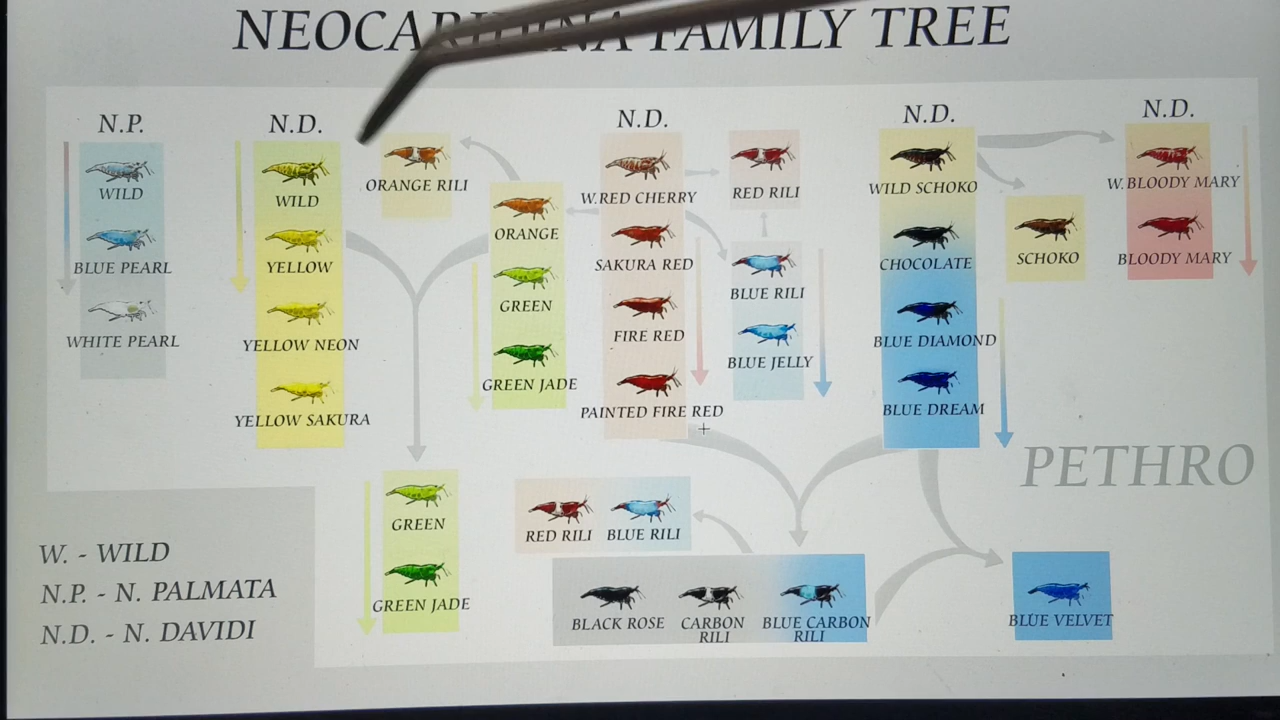 NEOCARIDINA FAMILY TREE
N.P.
WILD
BLUE PEARL
WHITE PEARL
N.D.
WILD
YELLOW
YELLOW NEON
YELLOW SAKURA
ORANGE RILI
ORANGE
GREEN
GREEN JADE
N.D.
W.RED CHERRY
SAKURA RED
FIRE RED
PAINTED FIRE RED
+
RED RILI
BLUE RILI
BLUE JELLY
N.D.
WILD SCHOKO
CHOCOLATE
BLUE DIAMOND
BLUE DREAM
SCHOKO
N.D.
W.BLOODY MARY
BLOODY MARY
PETHRO
GREEN
GREEN JADE
RED RILI
BLUE RILI
BLACK ROSE
CARBON
RILI
BLUE CARBON
RILI
BLUE VELVET
W. - WILD
N.P. - N. PALMATA
N.D. - N. DAVIDI